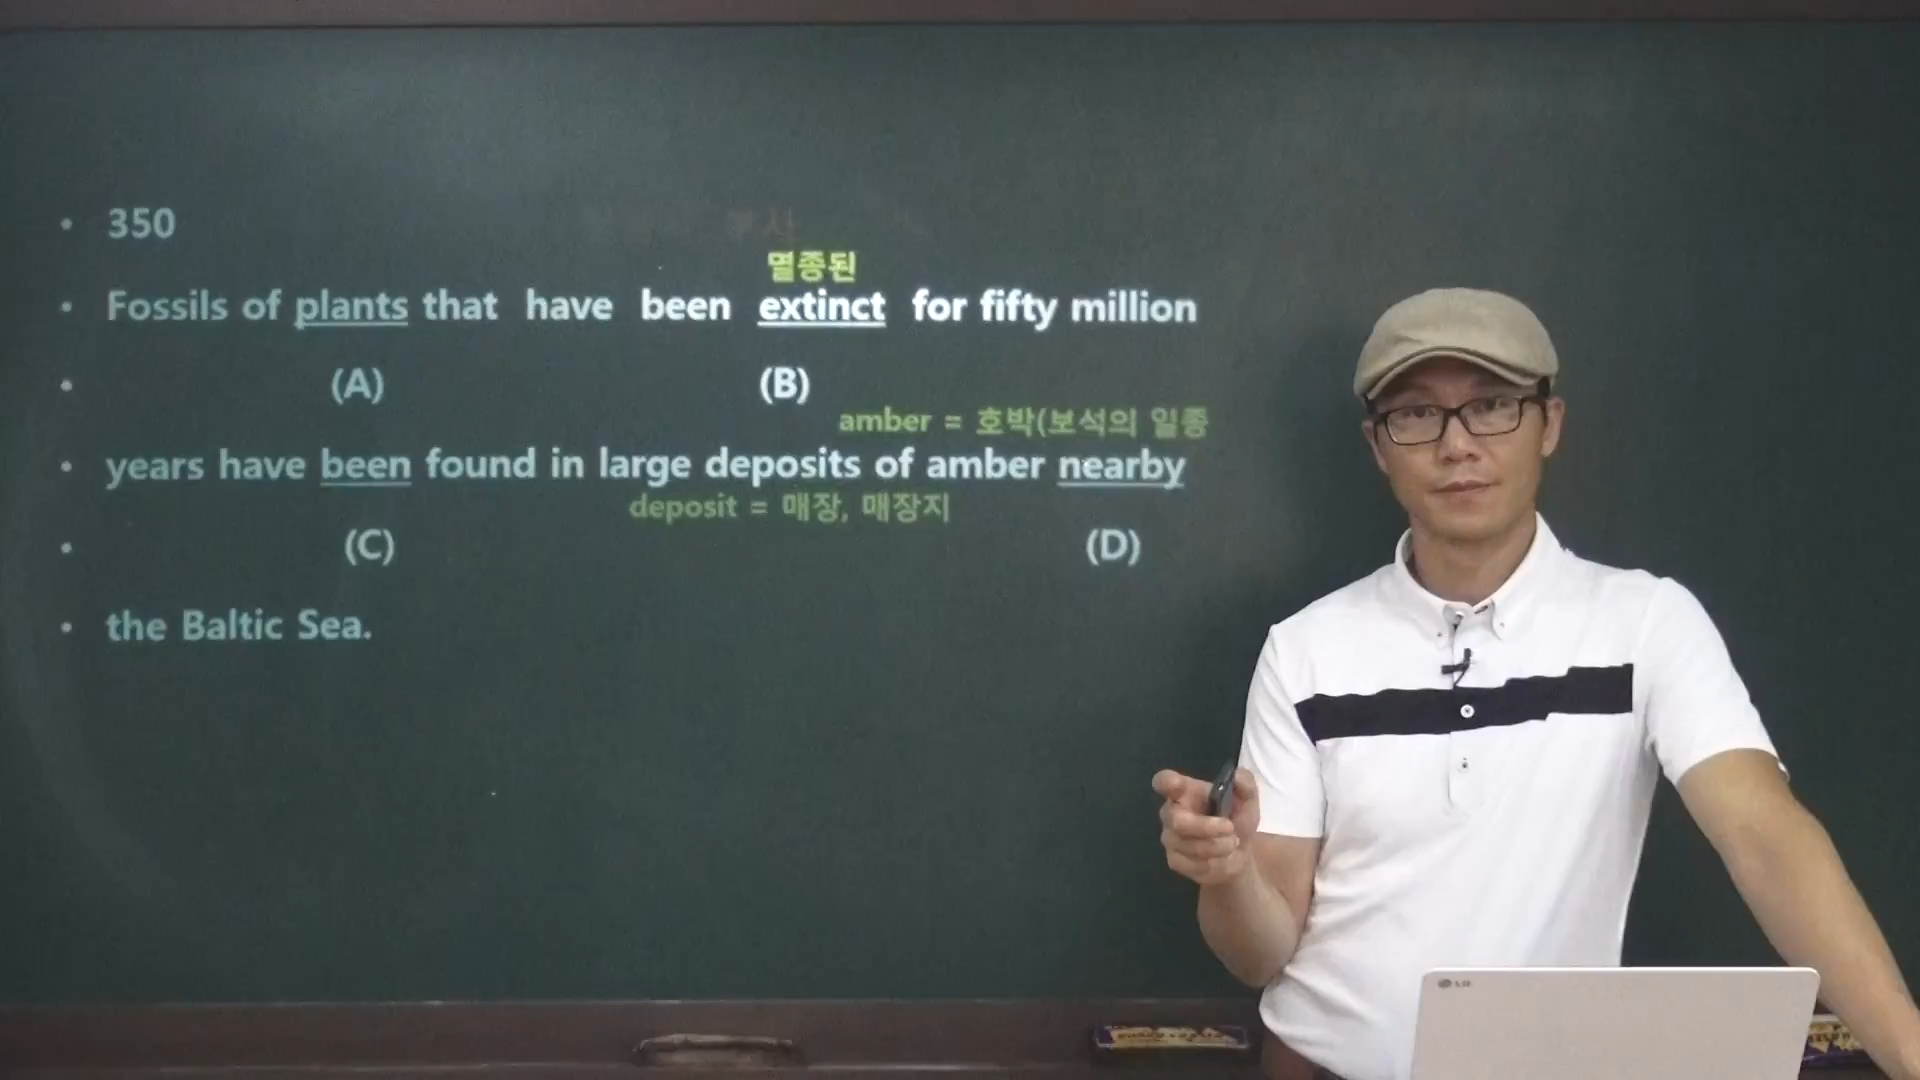 • 350
멸종된
• Fossils of plants that have been extinct for fifty million
• (A) (B)
amber = 호박(보석의 일종
• years have been found in large deposits of amber nearby
deposit = 매장, 매장지
• (C) (D)
• the Baltic Sea.
LG